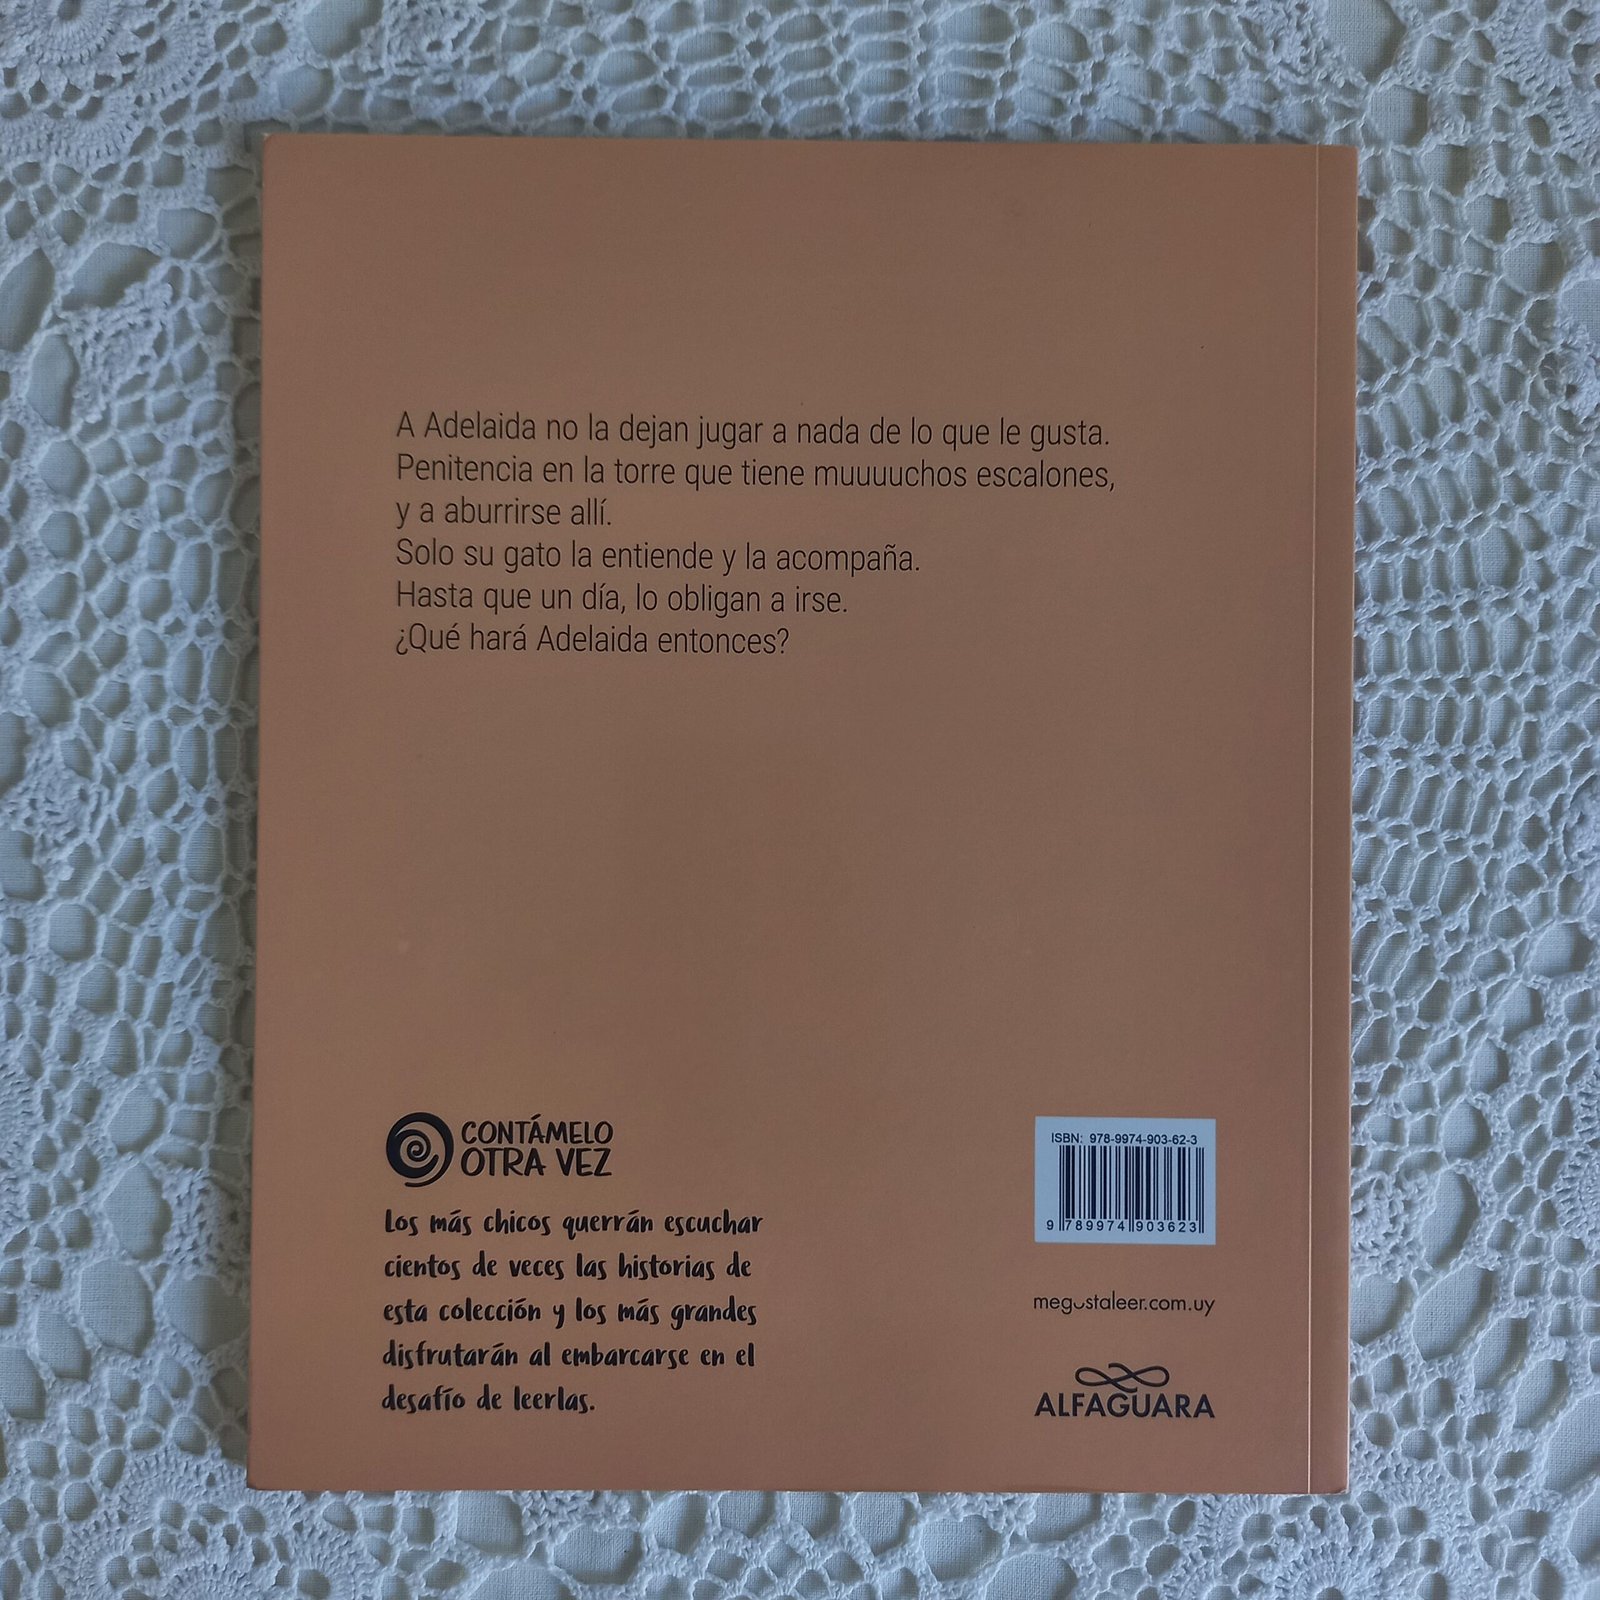 A Adelaida no la dejan jugar a nada de lo que le gusta.
Penitencia en la torre que tiene muuuuchos escalones,
y a aburrirse allí.
Solo su gato la entiende y la acompaña.
Hasta que un día, lo obligan a irse.
¿Qué hará Adelaida entonces?
CONTÁMELO
OTRA VEZ
Los más chicos querrán escuchar
cientos de veces las historias de
esta colección y los más grandes
disfrutarán al embarcarse en el
desafío de leerlas.
ISBN: 978-9974-903-62-3
9 789974 903623
megustaleer.com.uy
ALFAGUARA